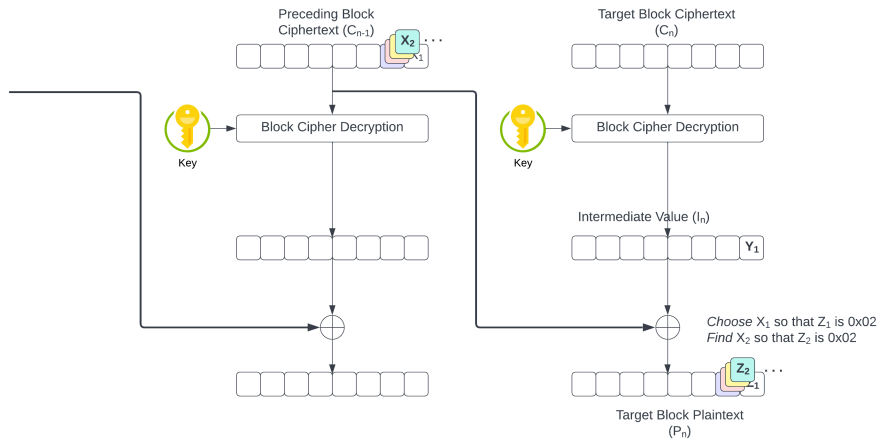 Preceding Block
Ciphertext (Cn-1)
Target Block Ciphertext
(Cn)
X2 ...
X1
Block Cipher Decryption
Block Cipher Decryption
Key
Key
Intermediate Value (In)
Y1
Choose X1 so that Z1 is 0x02
Find X2 so that Z2 is 0x02
Z2 ...
Z1
Target Block Plaintext
(Pn)